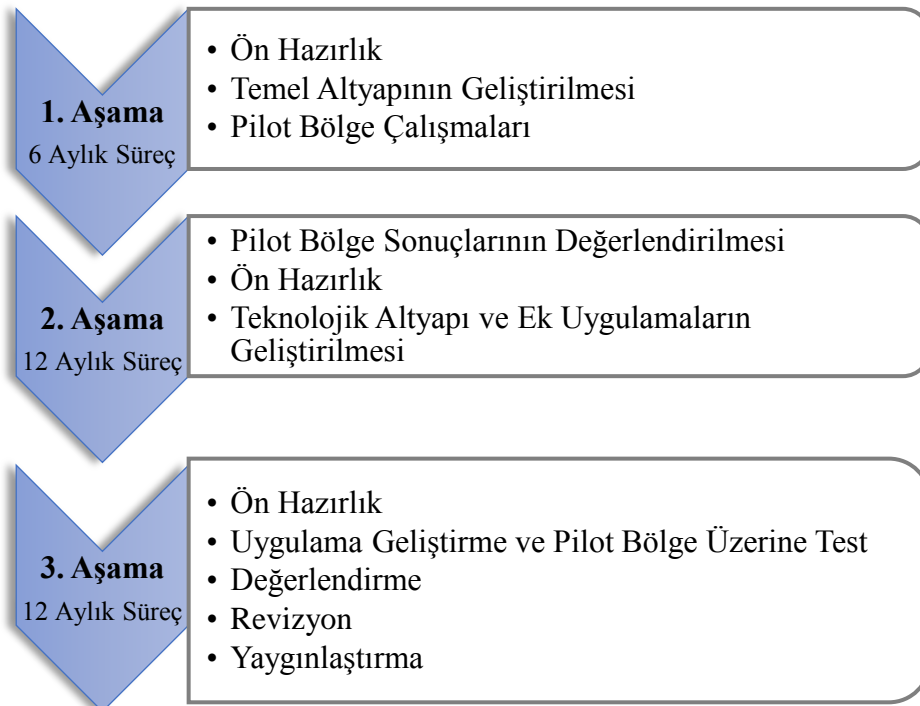 1. Aşama
6 Aylık Süreç
• Ön Hazırlık
• Temel Altyapının Geliştirilmesi
• Pilot Bölge Çalışmaları
2. Aşama
12 Aylık Süreç
• Pilot Bölge Sonuçlarının Değerlendirilmesi
• Ön Hazırlık
• Teknolojik Altyapı ve Ek Uygulamaların
Geliştirilmesi
3. Aşama
12 Aylık Süreç
• Ön Hazırlık
• Uygulama Geliştirme ve Pilot Bölge Üzerine Test
• Değerlendirme
• Revizyon
• Yaygınlaştırma